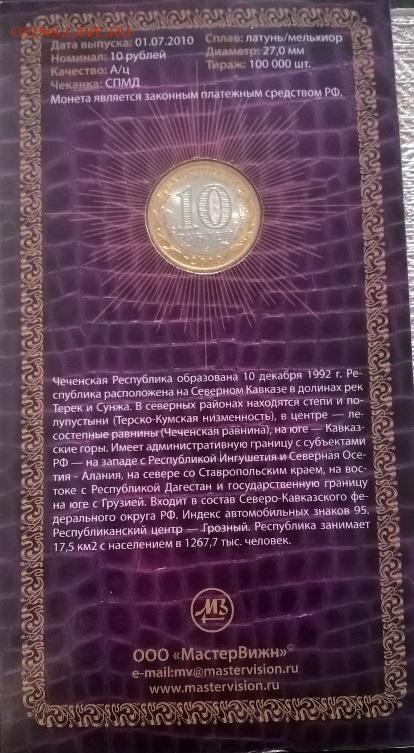 Дата выпуска: 01.07.2010
Номинал: 10 рублей
Качество: А/ц
Чеканка: СПМД
Сплав: латунь/мельхиор
Диаметр: 27,0 мм
Тираж: 100 000 шт.
Монета является законным платежным средством РФ.
10
Чеченская Республика образована 10 декабря 1992 г. Ре-
спублика расположена на Северном Кавказе в долинах рек
Терек и Сунжа. В северных районах находятся степи и по-
лупустыни (Терско-Кумская низменность), в центре — ле-
состепные равнины (Чеченская равнина), на юге — Кавказ-
ские горы. Имеет административную границу с субъектами
РФ — на западе с Республикой Ингушетия и Северная Осе-
тия - Алания, на севере со Ставропольским краем, на вос-
токе с Республикой Дагестан и государственную границу
на юге с Грузией. Входит в состав Северо-Кавказского фе-
дерального округа РФ. Индекс автомобильных знаков 95.
Республиканский центр — Грозный. Республика занимает
17,5 км2 с населением в 1267,7 тыс. человек.
МВ
ООО «МастерВижн»©
e-mail:mv@mastervision.ru
www.mastervision.ru